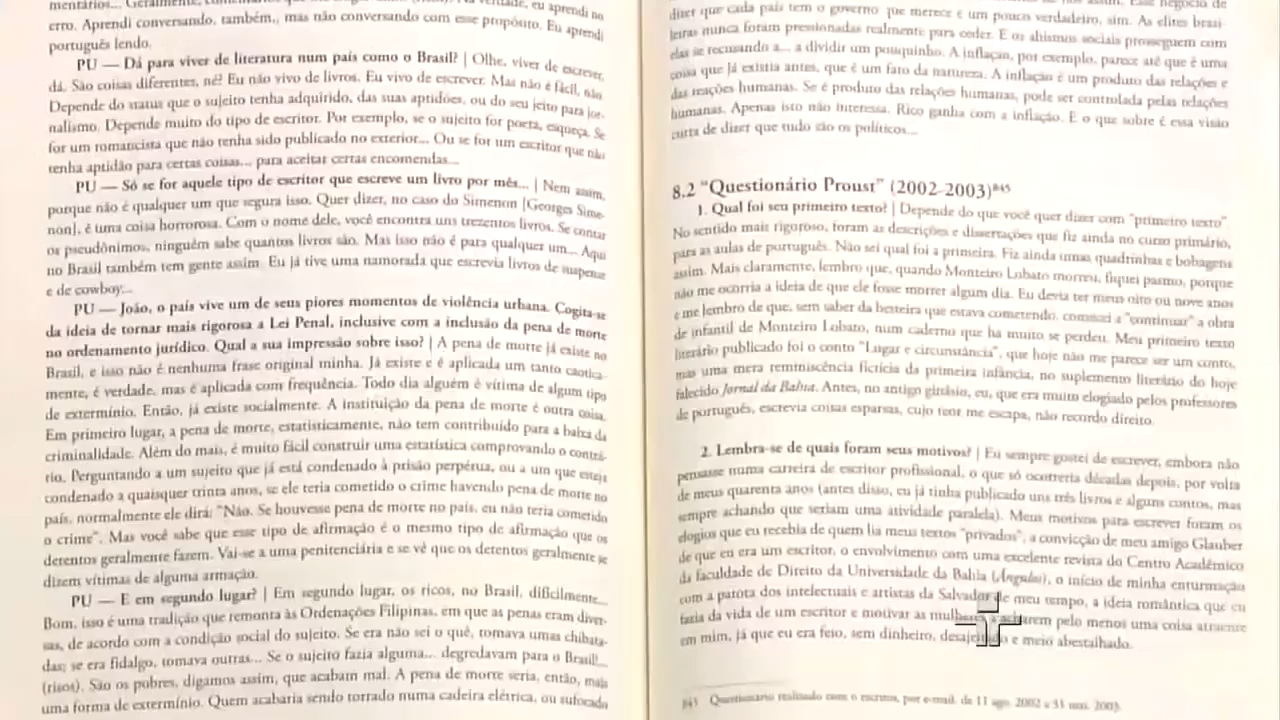 erro. Aprendi conversando, também,, mas não conversando com esse propósito. Eu aprendi
português lendo.
PU — Dá para viver de literatura num país como o Brasil? | Olhe, viver de escrever,
dá. São coisas diferentes, né? Eu não vivo de livros. Eu vivo de escrever. Mas não é fácil, não.
Depende do status que o sujeito tenha adquirido, das suas aptidões, ou do seu jeito para jor-
nalismo. Depende muito do tipo de escritor. Por exemplo, se o sujeito for poeta, esqueça. Se
for um romancista que não tenha sido publicado no exterior... Ou se for um escritor que não
tenha aptidão para certas coisas... para aceitar certas encomendas...
PU — Só se for aquele tipo de escritor que escreve um livro por mês... | Nem assim,
porque não é qualquer um que segura isso. Quer dizer, no caso do Simenon [Georges Sime-
non], é uma coisa horrorosa. Com o nome dele, você encontra uns trezentos livros. Se contar
os pseudônimos, ninguém sabe quantos livros são. Mas isso não é para qualquer um... Aqui
no Brasil também tem gente assim. Eu já tive uma namorada que escrevia livros de suspense
e de cowboy...
PU — João, o país vive um de seus piores momentos de violência urbana. Cogita-se
da ideia de tornar mais rigorosa a Lei Penal, inclusive com a inclusão da pena de morte
no ordenamento jurídico. Qual a sua impressão sobre isso? | A pena de morte já existe no
Brasil, e isso não é nenhuma frase original minha. Já existe e é aplicada um tanto caotica-
mente, é verdade, mas é aplicada com frequência. Todo dia alguém é vítima de algum tipo
de extermínio. Então, já existe socialmente. A instituição da pena de morte é outra coisa.
Em primeiro lugar, a pena de morte, estatisticamente, não tem contribuído para a baixa da
criminalidade. Além do mais, é muito fácil construir uma estatística comprovando o contrá-
rio. Perguntando a um sujeito que já está condenado à prisão perpétua, ou a um que esteja
condenado a quaisquer trinta anos, se ele teria cometido o crime havendo pena de morte no
país, normalmente ele dirá: "Não. Se houvesse pena de morte no país, eu não teria cometido
o crime". Mas você sabe que esse tipo de afirmação é o mesmo tipo de afirmação que os
detentos geralmente fazem. Vai-se a uma penitenciária e se vê que os detentos geralmente se
dizem vítimas de alguma armação.
PU — E em segundo lugar? | Em segundo lugar, os ricos, no Brasil, dificilmente...
Bom, isso é uma tradição que remonta às Ordenações Filipinas, em que as penas eram diver-
sas, de acordo com a condição social do sujeito. Se era não sei o quê, tomava umas chibata-
das; se era fidalgo, tomava outras... Se o sujeito fazia alguma... degredavam para o Brasil!...
(risos). São os pobres, digamos assim, que acabam mal. A pena de morte seria, então, mais
uma forma de extermínio. Quem acabaria sendo torrado numa cadeira elétrica, ou sufocado
dizer que cada país tem o governo que merece é um pouco verdadeiro, sim. As elites brasi-
leiras nunca foram pressionadas realmente para ceder. E os abismos sociais prosseguem com
elas se recusando a... a dividir um pouquinho. A inflação, por exemplo, parece até que é uma
coisa que já existia antes, que é um fato da natureza. A inflação é um produto das relações e
das reações humanas. Se é produto das relações humanas, pode ser controlada pelas relações
humanas. Apenas isto não interessa. Rico ganha com a inflação. E o que sobre é essa visão
curta de dizer que tudo são os políticos...
8.2 "Questionário Proust" (2002-2003)⁸⁴⁵
1. Qual foi seu primeiro texto? | Depende do que você quer dizer com "primeiro texto".
No sentido mais rigoroso, foram as descrições e dissertações que fiz ainda no curso primário,
para as aulas de português. Não sei qual foi a primeira. Fiz ainda umas quadrinhas e bobagens
assim. Mais claramente, lembro que, quando Monteiro Lobato morreu, fiquei pasmo, porque
não me ocorria a ideia de que ele fosse morrer algum dia. Eu devia ter meus oito ou nove anos
e me lembro de que, sem saber da besteira que estava cometendo, comecei a "continuar" a obra
de infantil de Monteiro Lobato, num caderno que há muito se perdeu. Meu primeiro texto
literário publicado foi o conto "Lugar e circunstância", que hoje não me parece ser um conto,
mas uma mera reminiscência fictícia da primeira infância, no suplemento literário do hoje
falecido Jornal da Bahia. Antes, no antigo ginásio, eu, que era muito elogiado pelos professores
de português, escrevia coisas esparsas, cujo teor me escapa, não recordo direito.
2. Lembra-se de quais foram seus motivos? | Eu sempre gostei de escrever, embora não
pensasse numa carreira de escritor profissional, o que só ocorreria décadas depois, por volta
de meus quarenta anos (antes disso, eu já tinha publicado uns três livros e alguns contos, mas
sempre achando que seriam uma atividade paralela). Meus motivos para escrever foram os
elogios que eu recebia de quem lia meus textos "privados", a convicção de meu amigo Glauber
de que eu era um escritor, o envolvimento com uma excelente revista do Centro Acadêmico
da faculdade de Direito da Universidade da Bahia (Ângulos), o início de minha enturmação
com a patota dos intelectuais e artistas da Salvador de meu tempo, a ideia romântica que eu
fazia da vida de um escritor e motivar as mulheres a acharem pelo menos uma coisa atraente
em mim, já que eu era feio, sem dinheiro, desajeitado e meio abestalhado.
845 Questionário realizado com o escritor, por e-mail, de 11 ago. 2002 a 31 mar. 2003.